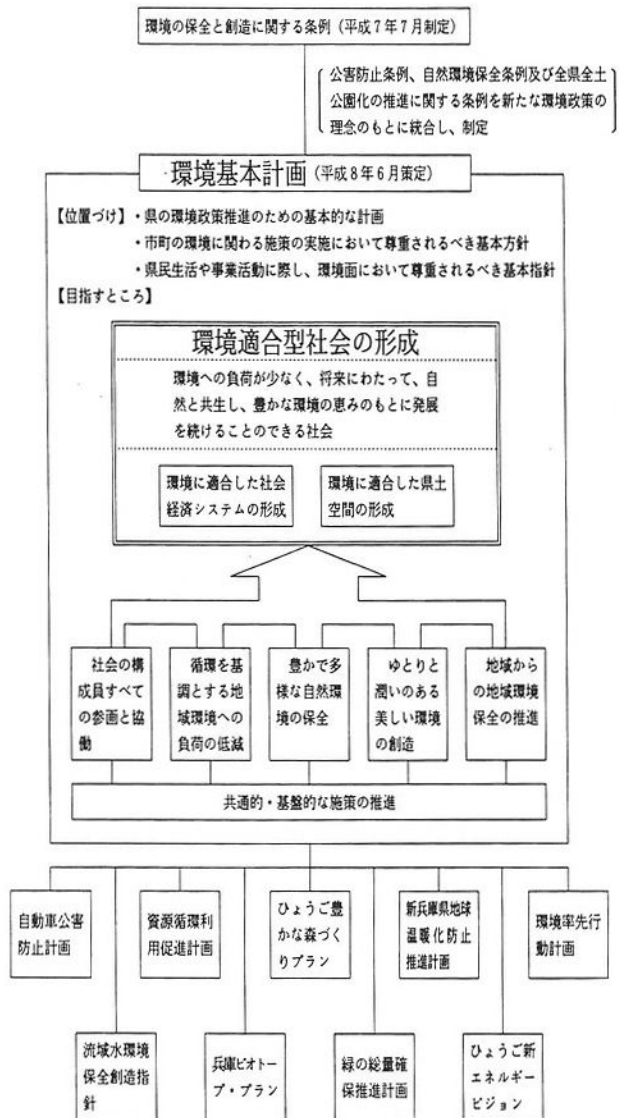 環境の保全と創造に関する条例（平成7年7月制定）
公害防止条例、自然環境保全条例及び全県全土
公園化の推進に関する条例を新たな環境政策の
理念のもとに統合し、制定
環境基本計画（平成8年6月策定）
【位置づけ】・県の環境政策推進のための基本的な計画
・市町の環境に関わる施策の実施において尊重されるべき基本方針
・県民生活や事業活動に際し、環境面において尊重されるべき基本指針
【目指すところ】
環境適合型社会の形成
環境への負荷が少なく、将来にわたって、自
然と共生し、豊かな環境の恵みのもとに発展
を続けることのできる社会
環境に適合した社会
経済システムの形成
環境に適合した県土
空間の形成
社会の構
成員すべて
の参画と協
働
循環を基
調とする地
域環境への
負荷の低減
豊かで多
様な自然環
境の保全
ゆとりと
潤いのある
美しい環境
の創造
地域から
の地域環境
保全の推進
共通的・基盤的な施策の推進
自動車公害
防止計画
資源循環利
用促進計画
ひょうご豊
かな森づく
りプラン
新兵庫県地球
温暖化防止
推進計画
環境率先行
動計画
流域水環境
保全創造指
針
兵庫ビオトー
プ・プラン
緑の総量確
保推進計画
ひょうご新
エネルギー
ビジョン